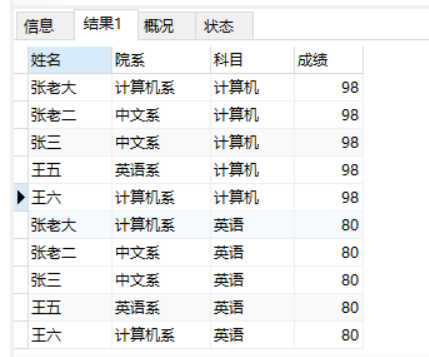 信息 结果1 概况 状态
姓名 院系 科目 成绩
张老大 计算机系 计算机 98
张老二 中文系 计算机 98
张三 中文系 计算机 98
王五 英语系 计算机 98
王六 计算机系 计算机 98
张老大 计算机系 英语 80
张老二 中文系 英语 80
张三 中文系 英语 80
王五 英语系 英语 80
王六 计算机系 英语 80